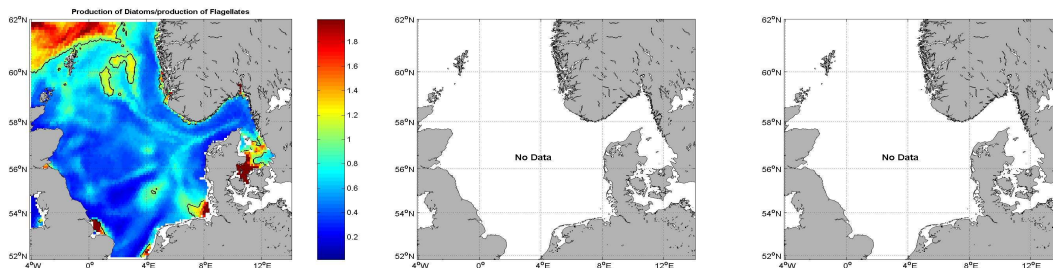 Production of Diatoms/production of Flagellates
62°N
60°N
58°N
56°N
54°N
52°N
4°W
0°
4°E
8°E
12°E
1.8
1.6
1.4
1.2
1
0.8
0.6
0.4
0.2
62°N
60°N
58°N
56°N
54°N
52°N
No Data
4°W
0°
4°E
8°E
12°E
62°N
60°N
58°N
56°N
54°N
52°N
No Data
4°W
0°
4°E
8°E
12°E